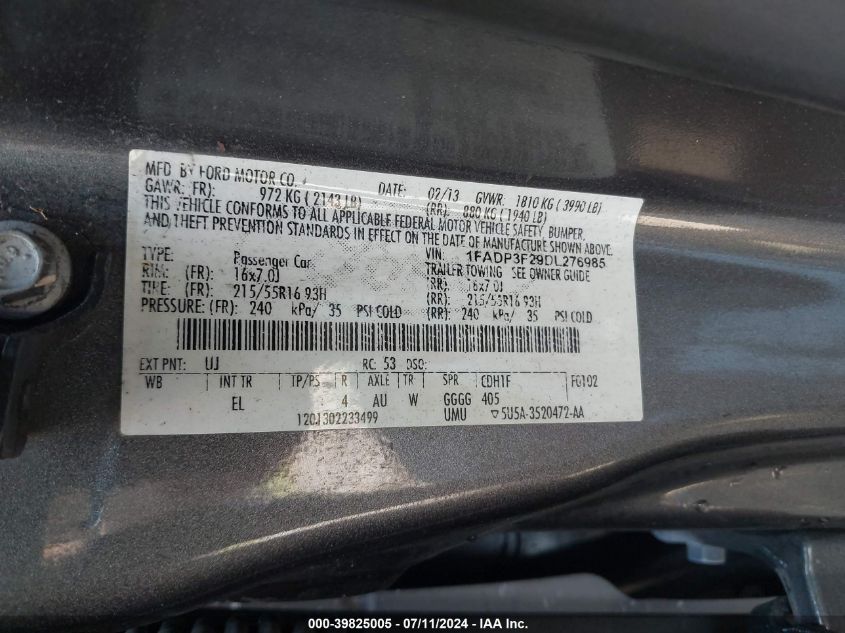 MFD BY FORD MOTOR CO. DATE: 02/13 GVWR: 1810 KG (3990 LB)
GAWR: FR): 972 KG (2143 LB) (RR): 880 KG (1940 LB)
THIS VEHICLE CONFORMS TO ALL APPLICABLE FEDERAL MOTOR VEHICLE SAFETY, BUMPER,
AND THEFT PREVENTION STANDARDS IN EFFECT ON THE DATE OF MANUFACTURE SHOWN ABOVE.
VIN: 1FADP3F29DL276985
TYPE: Passenger Car TRAILER TOWING - SEE OWNER GUIDE
RIM: (FR): 16x7.0J (RR): 16x7.0J
TIRE: (FR): 215/55R16 93H (RR): 215/55R16 93H
PRESSURE: (FR): 240 kPa/ 35 PSI COLD (RR): 240 kPa/ 35 PSI COLD
EXT PNT: UJ RC: 53 DSO:
WB INT TR TP/PS R AXLE TR SPR CDH1F F0102
EL 4 AU W GGGG 405
1201302233499 UMU ▽5U5A-3520472-AA
000-39825005 - 07/11/2024 - IAA Inc.